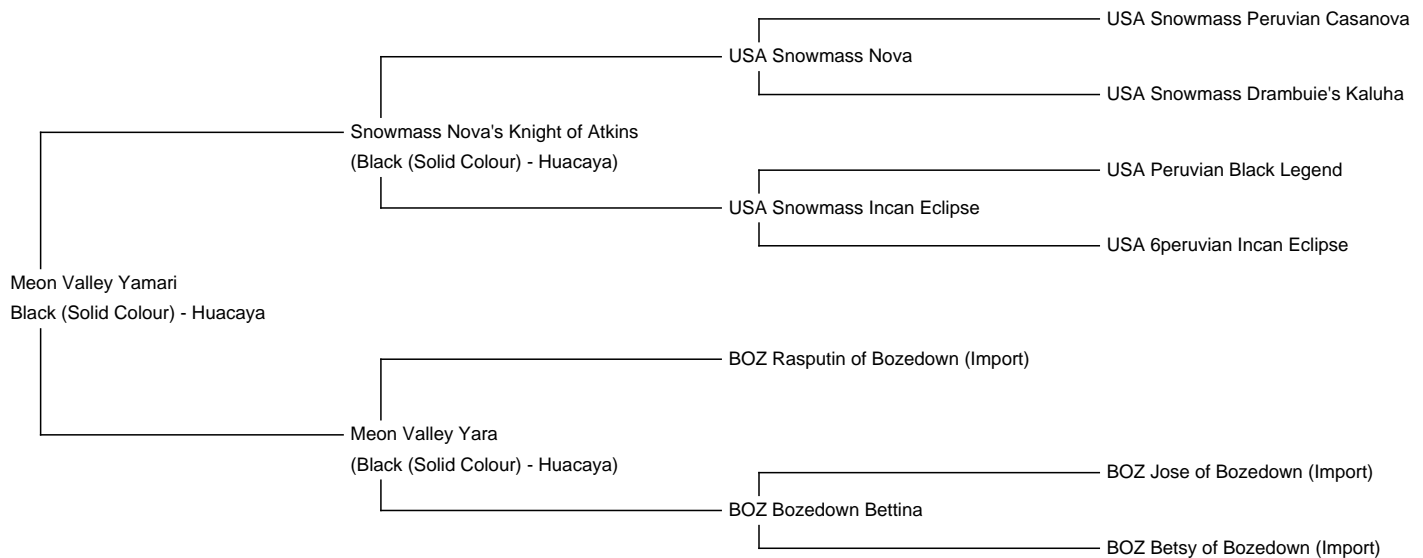 USA Snowmass Peruvian Casanova
USA Snowmass Nova
USA Snowmass Drambuie's Kaluha
Snowmass Nova's Knight of Atkins
(Black (Solid Colour) - Huacaya)
USA Peruvian Black Legend
USA Snowmass Incan Eclipse
USA 6peruvian Incan Eclipse
Meon Valley Yamari
Black (Solid Colour) - Huacaya
BOZ Rasputin of Bozedown (Import)
Meon Valley Yara
(Black (Solid Colour) - Huacaya)
BOZ Jose of Bozedown (Import)
BOZ Bozedown Bettina
BOZ Betsy of Bozedown (Import)